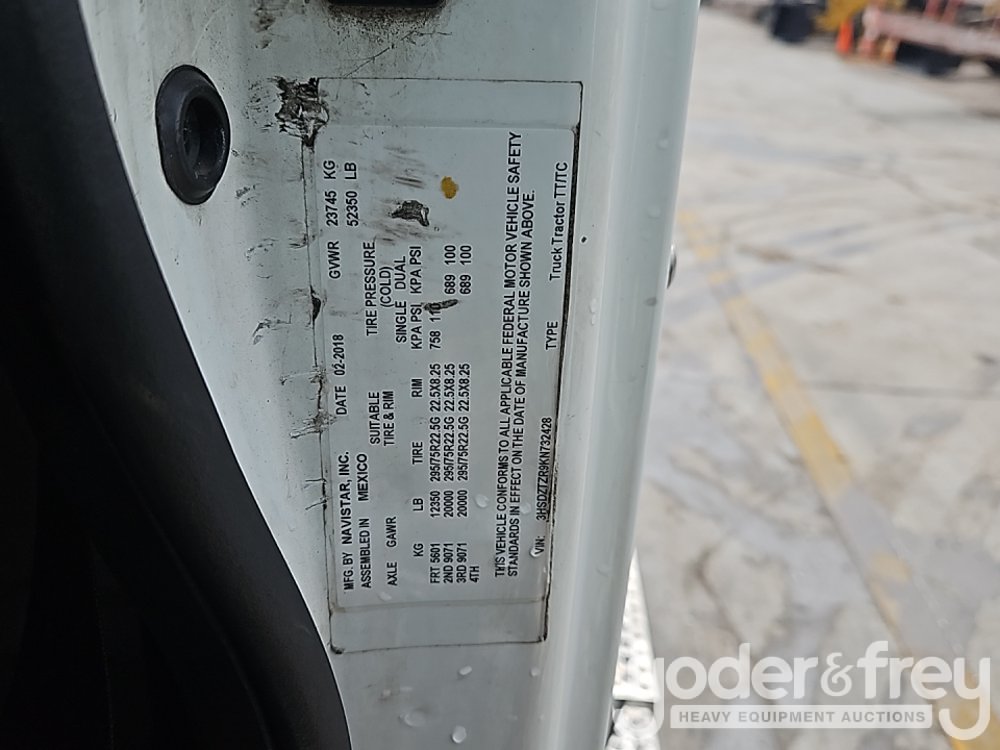 MFG. BY NAVISTAR, INC. DATE 02-2018 GVWR 23745 KG
ASSEMBLED IN MEXICO 52350 LB
SUITABLE TIRE PRESSURE
TIRE & RIM (COLD)
AXLE GAWR SINGLE DUAL
KG LB TIRE RIM KPA PSI KPA PSI
FRT 5601 12350 295/75R22.5G 22.5X8.25 758 110
2ND 9071 20000 295/75R22.5G 22.5X8.25 689 100
3RD 9071 20000 295/75R22.5G 22.5X8.25 689 100
4TH
THIS VEHICLE CONFORMS TO ALL APPLICABLE FEDERAL MOTOR VEHICLE SAFETY
STANDARDS IN EFFECT ON THE DATE OF MANUFACTURE SHOWN ABOVE.
VIN: 3HSDZTZR9KN732428 TYPE Truck Tractor TT/TC
yoder&frey
HEAVY EQUIPMENT AUCTIONS